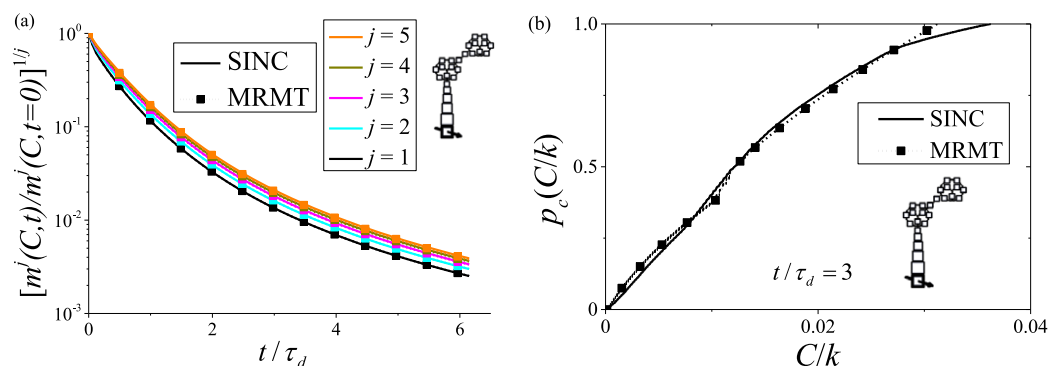 (a)
[m^j(C,t)/m^j(C,t=0)]^{1/j}
10^0
10^{-1}
10^{-2}
10^{-3}
SINC
MRMT
j = 5
j = 4
j = 3
j = 2
j = 1
0
2
4
6
t / τ_d
(b)
p_c(C/k)
1.0
0.5
0
SINC
MRMT
t/τ_d = 3
0
0.02
0.04
C/k